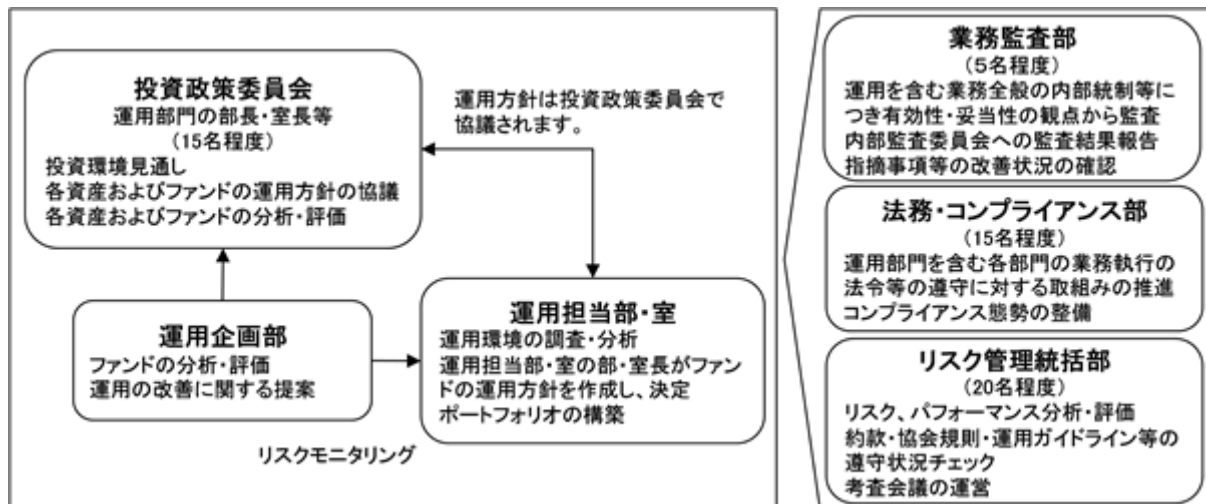 投資政策委員会
運用部門の部長・室長等
(15名程度)
投資環境見通し
各資産およびファンドの運用方針の協議
各資産およびファンドの分析・評価
運用方針は投資政策委員会で
協議されます。
運用企画部
ファンドの分析・評価
運用の改善に関する提案
運用担当部・室
運用環境の調査・分析
運用担当部・室の部・室長がファン
ドの運用方針を作成し、決定
ポートフォリオの構築
リスクモニタリング
業務監査部
(5名程度)
運用を含む業務全般の内部統制等に
つき有効性・妥当性の観点から監査
内部監査委員会への監査結果報告
指摘事項等の改善状況の確認
法務・コンプライアンス部
(15名程度)
運用部門を含む各部門の業務執行の
法令等の遵守に対する取組みの推進
コンプライアンス態勢の整備
リスク管理統括部
(20名程度)
リスク、パフォーマンス分析・評価
約款・協会規則・運用ガイドライン等の
遵守状況チェック
考査会議の運営